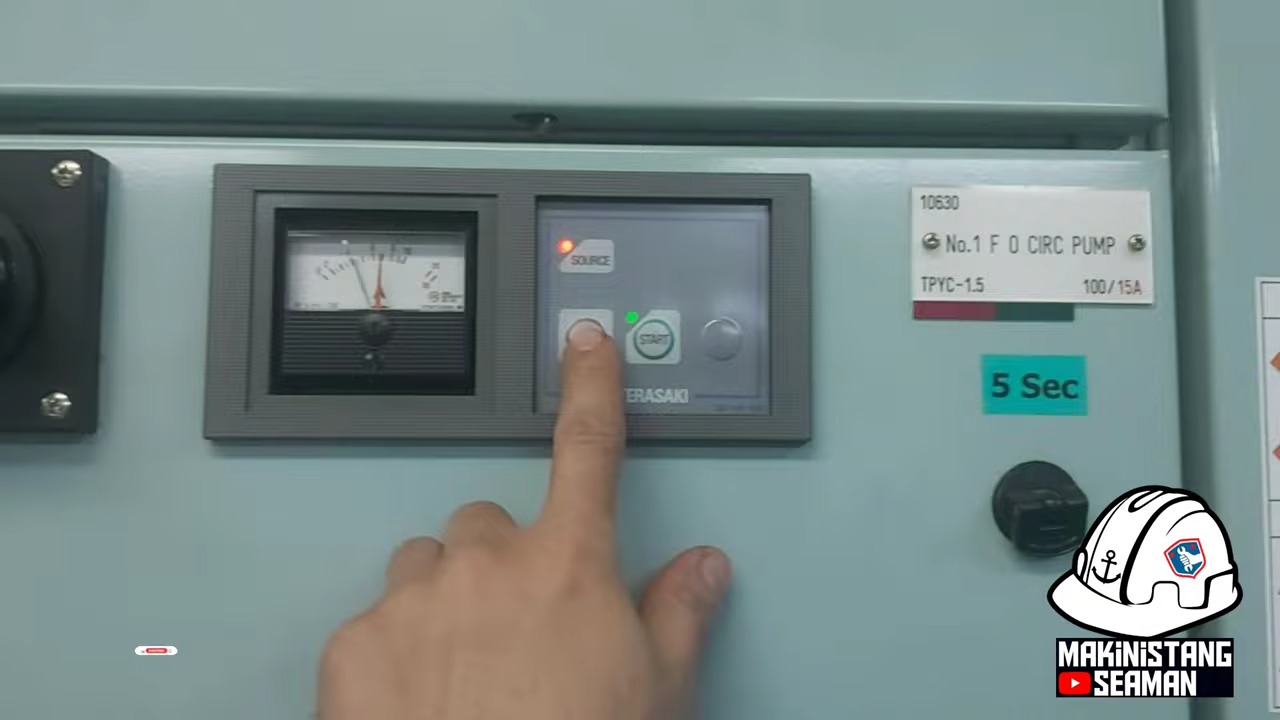 SOURCE
START
TERASAKI
10630
No.1 F O CIRC PUMP
TPYC-1.5 100/15A
5 Sec
MAKINISTANG
SEAMAN